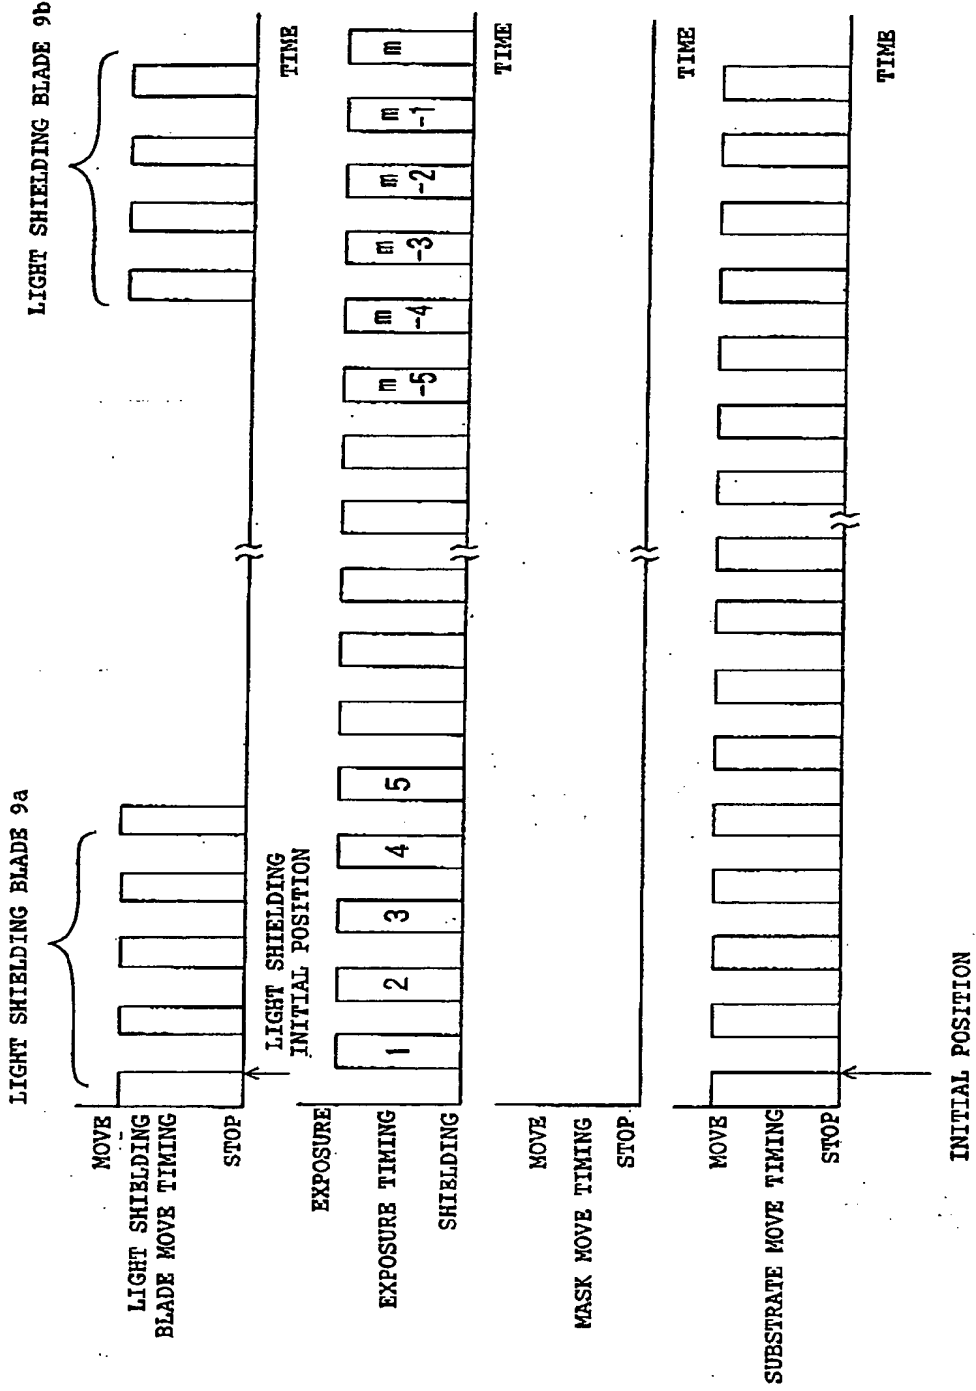 LIGHT SHIELDING BLADE 9a
LIGHT SHIELDING BLADE 9b
MOVE
LIGHT SHIELDING
BLADE MOVE TIMING
STOP
TIME
LIGHT SHIELDING
INITIAL POSITION
EXPOSURE
EXPOSURE TIMING
SHIELDING
1
2
3
4
5
m
-5
m
-4
m
-3
m
-2
m
-1
m
TIME
MOVE
MASK MOVE TIMING
STOP
TIME
MOVE
SUBSTRATE MOVE TIMING
STOP
TIME
INITIAL POSITION